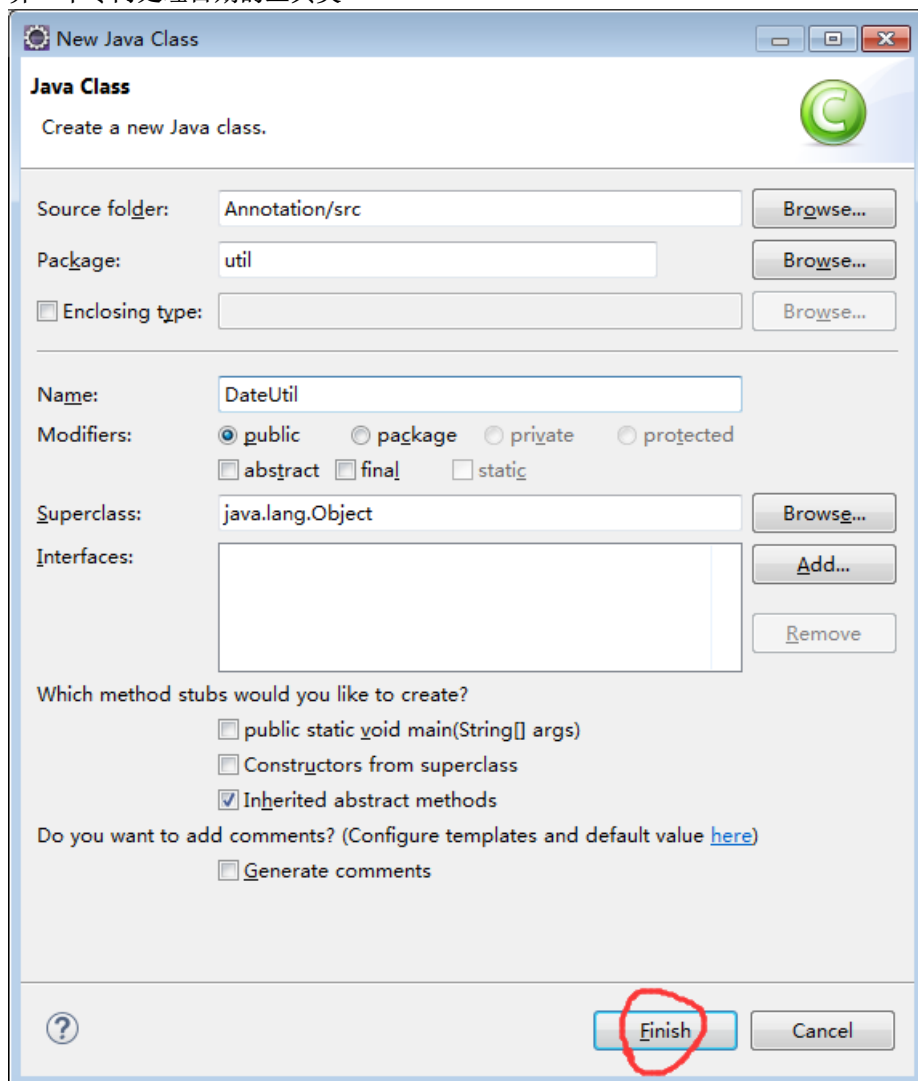 New Java Class
Java Class
Create a new Java class.
Source folder: Annotation/src Browse...
Package: util Browse...
Enclosing type: Browse...
Name: DateUtil
Modifiers: public package private protected
abstract final static
Superclass: java.lang.Object Browse...
Interfaces: Add...
Remove
Which method stubs would you like to create?
public static void main(String[] args)
Constructors from superclass
Inherited abstract methods
Do you want to add comments? (Configure templates and default value here)
Generate comments
Finish Cancel